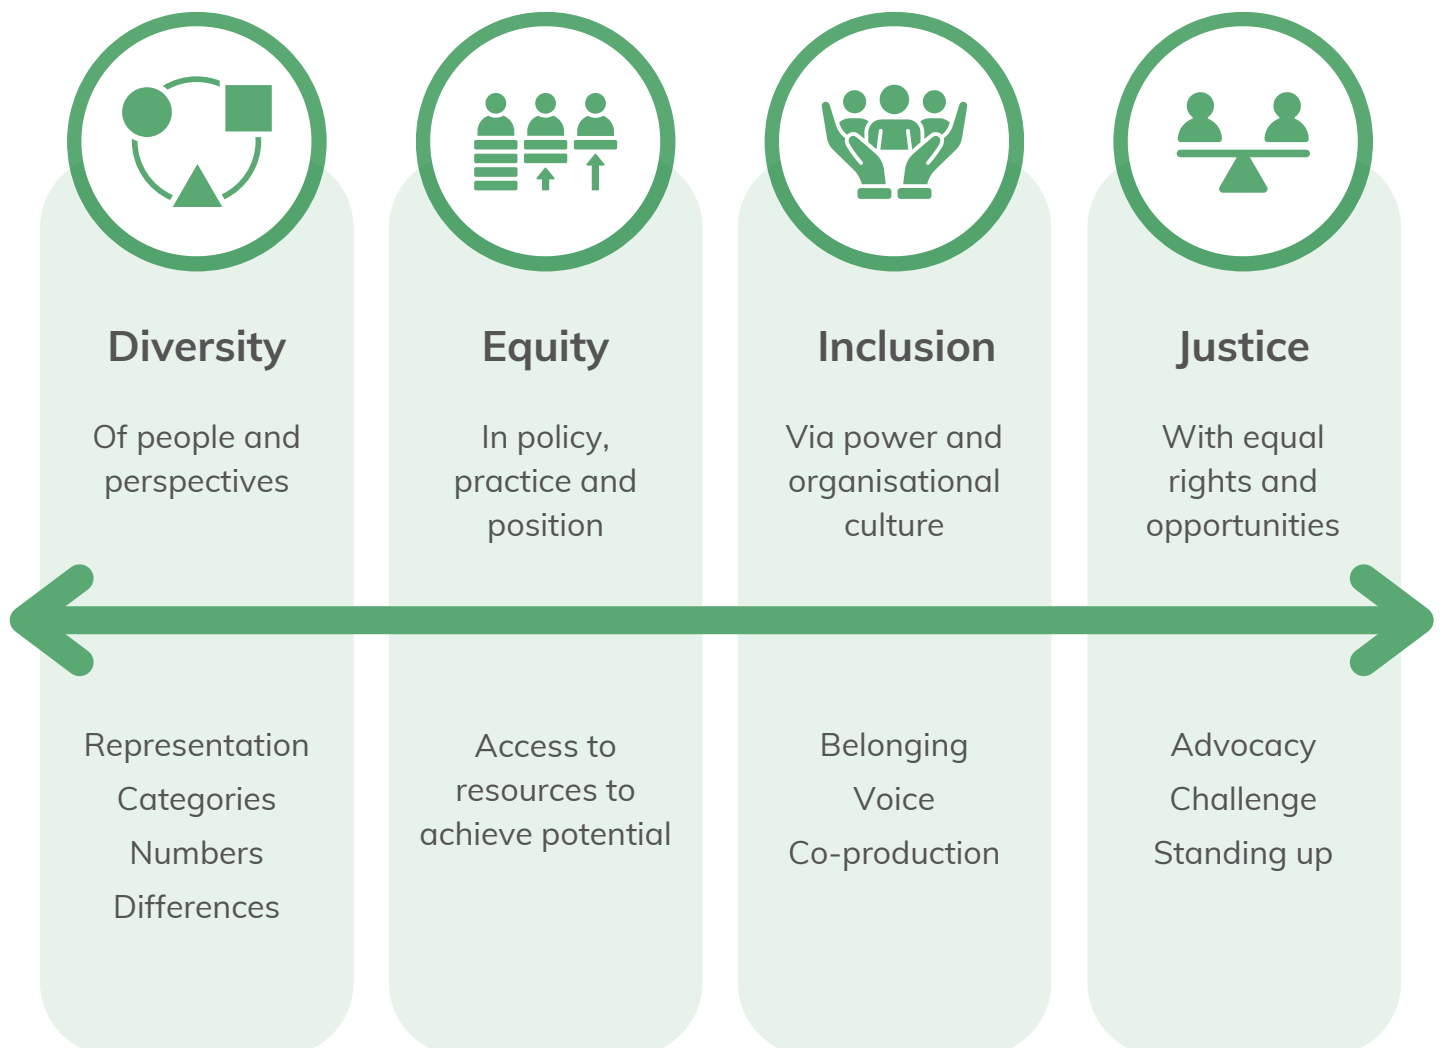 Diversity
Of people and
perspectives
Representation
Categories
Numbers
Differences
Equity
In policy,
practice and
position
Access to
resources to
achieve potential
Inclusion
Via power and
organisational
culture
Belonging
Voice
Co-production
Justice
With equal
rights and
opportunities
Advocacy
Challenge
Standing up